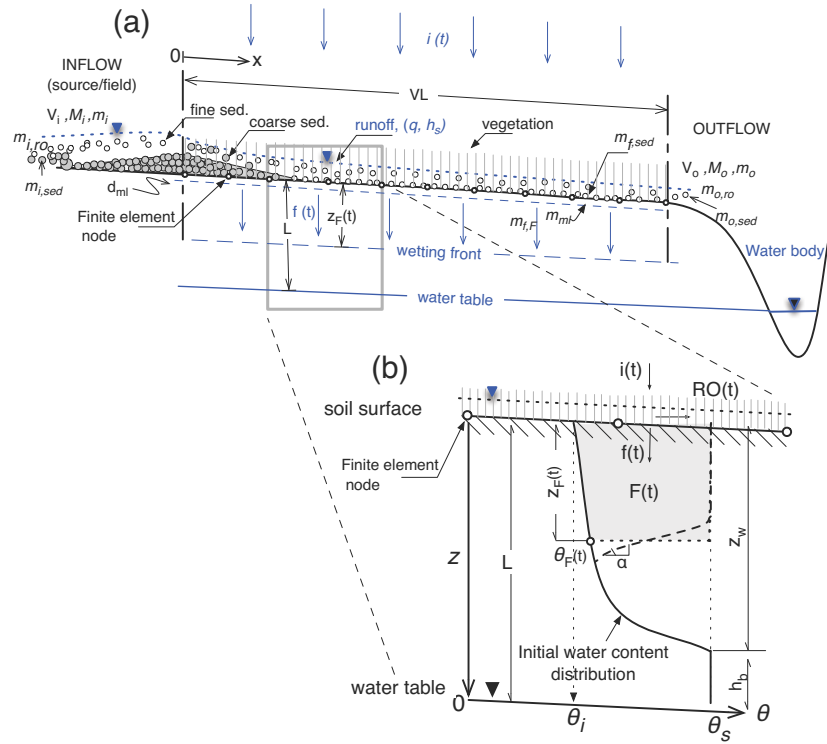 (a)
i (t)
0
x
INFLOW
(source/field)
VL
V_i ,M_i, m_i
fine sed.
coarse sed.
runoff, (q, h_s)
vegetation
m_f,sed
OUTFLOW
m_i,ro
V_o ,M_o, m_o
m_i,sed
m_o,ro
d_ml
m_o,sed
Finite element
node
f (t)
z_F(t)
m_f,F
m_ml
L
wetting front
Water body
water table
(b)
i(t)
RO(t)
soil surface
Finite element
node
f(t)
z_F(t)
F(t)
z_w
θ_F(t)
α
z
L
Initial water content
distribution
h_b
water table
0
θ_i
θ_s
θ